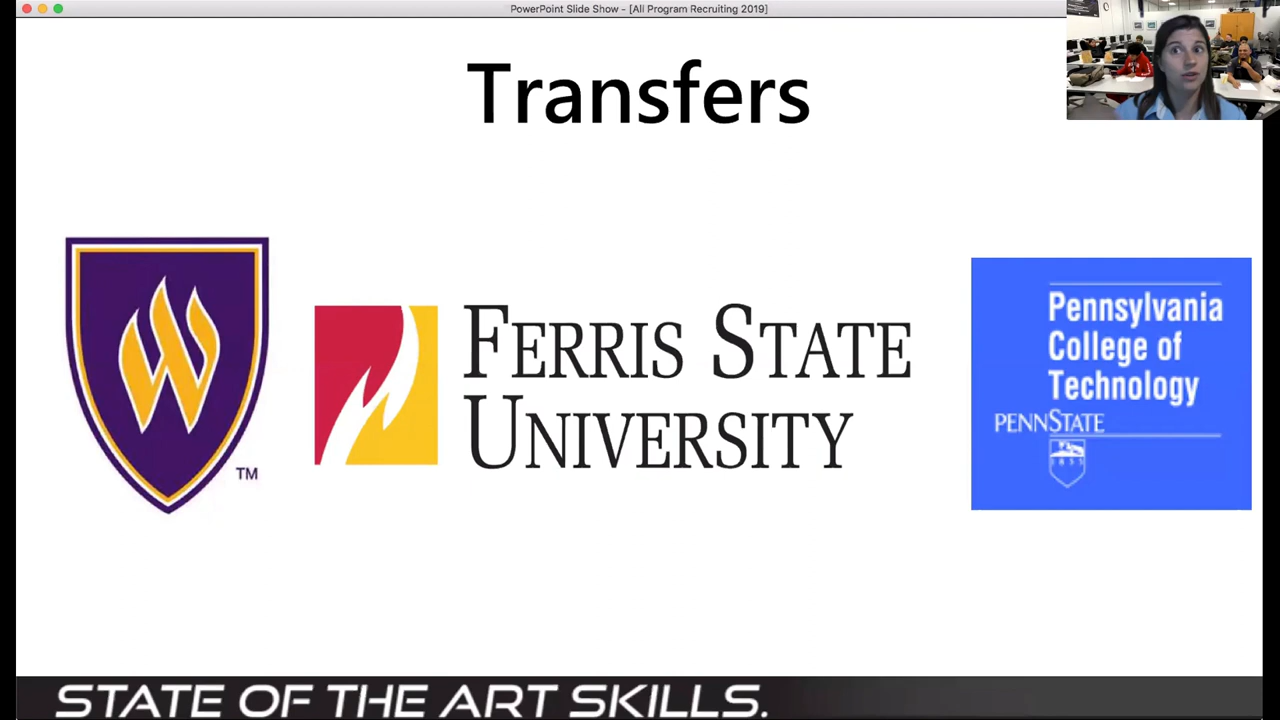 PowerPoint Slide Show - [All Program Recruiting 2019]
Transfers
W
TM
FERRIS STATE
UNIVERSITY
Pennsylvania
College of
Technology
PENNSTATE
1855
STATE OF THE ART SKILLS.